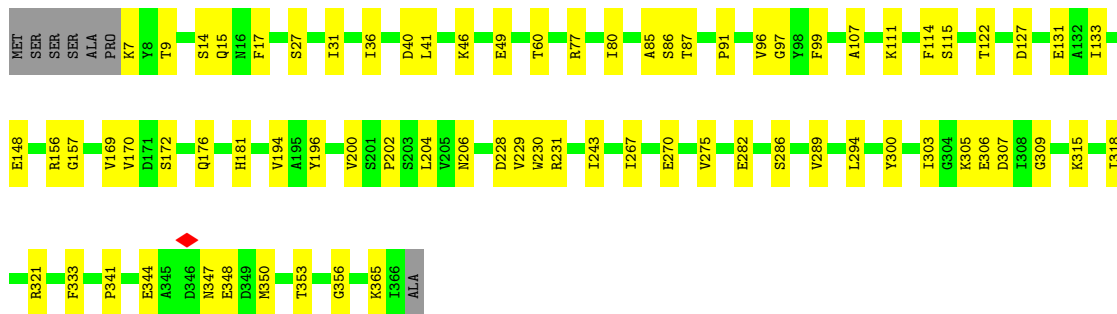 MET SER SER SER ALA PRO K7 Y8 T9 S14 Q15 N16 F17 S27 I31 I36 D40 L41 K46 E49 T60 R77 I80 A85 S86 T87 P91 V96 G97 Y98 F99 A107 K111 F114 S115 T122 D127 E131 A132 I133
E148 R156 G157 V169 V170 D171 S172 Q176 H181 V194 A195 Y196 V200 S201 P202 S203 L204 V205 N206 D228 V229 W230 R231 I243 I267 E270 V275 E282 S286 V289 L294 Y300 I303 G304 K305 E306 D307 I308 G309 K315 I318
R321 F333 P341 E344 A345 D346 N347 E348 D349 M350 T353 G356 K365 I366 ALA